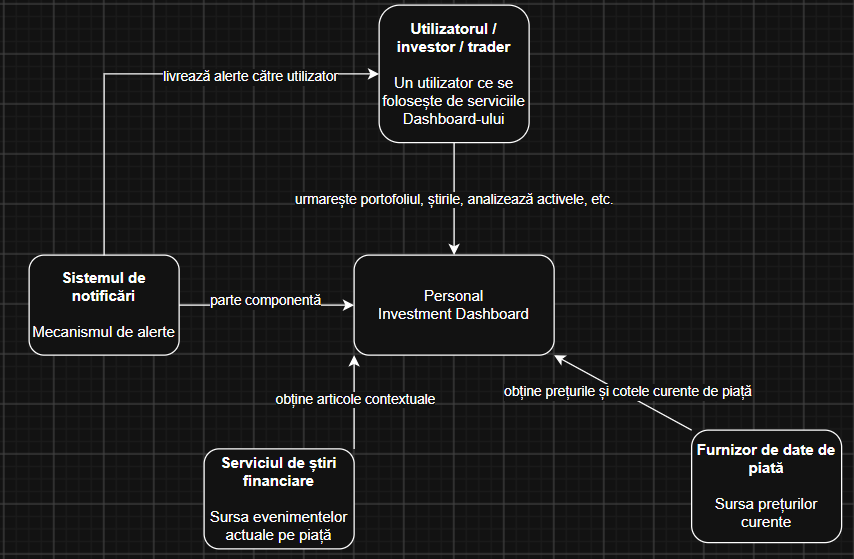 Utilizatorul /
investor / trader
Un utilizator ce se
folosește de serviciile
Dashboard-ului
livrează alerte către utilizator
urmarește portofoliul, știrile, analizează activele, etc.
Sistemul de
notificări
Mecanismul de alerte
parte componentă
Personal
Investment Dashboard
obține articole contextuale
obține prețurile și cotele curente de piață
Serviciul de știri
financiare
Sursa evenimentelor
actuale pe piață
Furnizor de date de
piată
Sursa prețurilor
curente